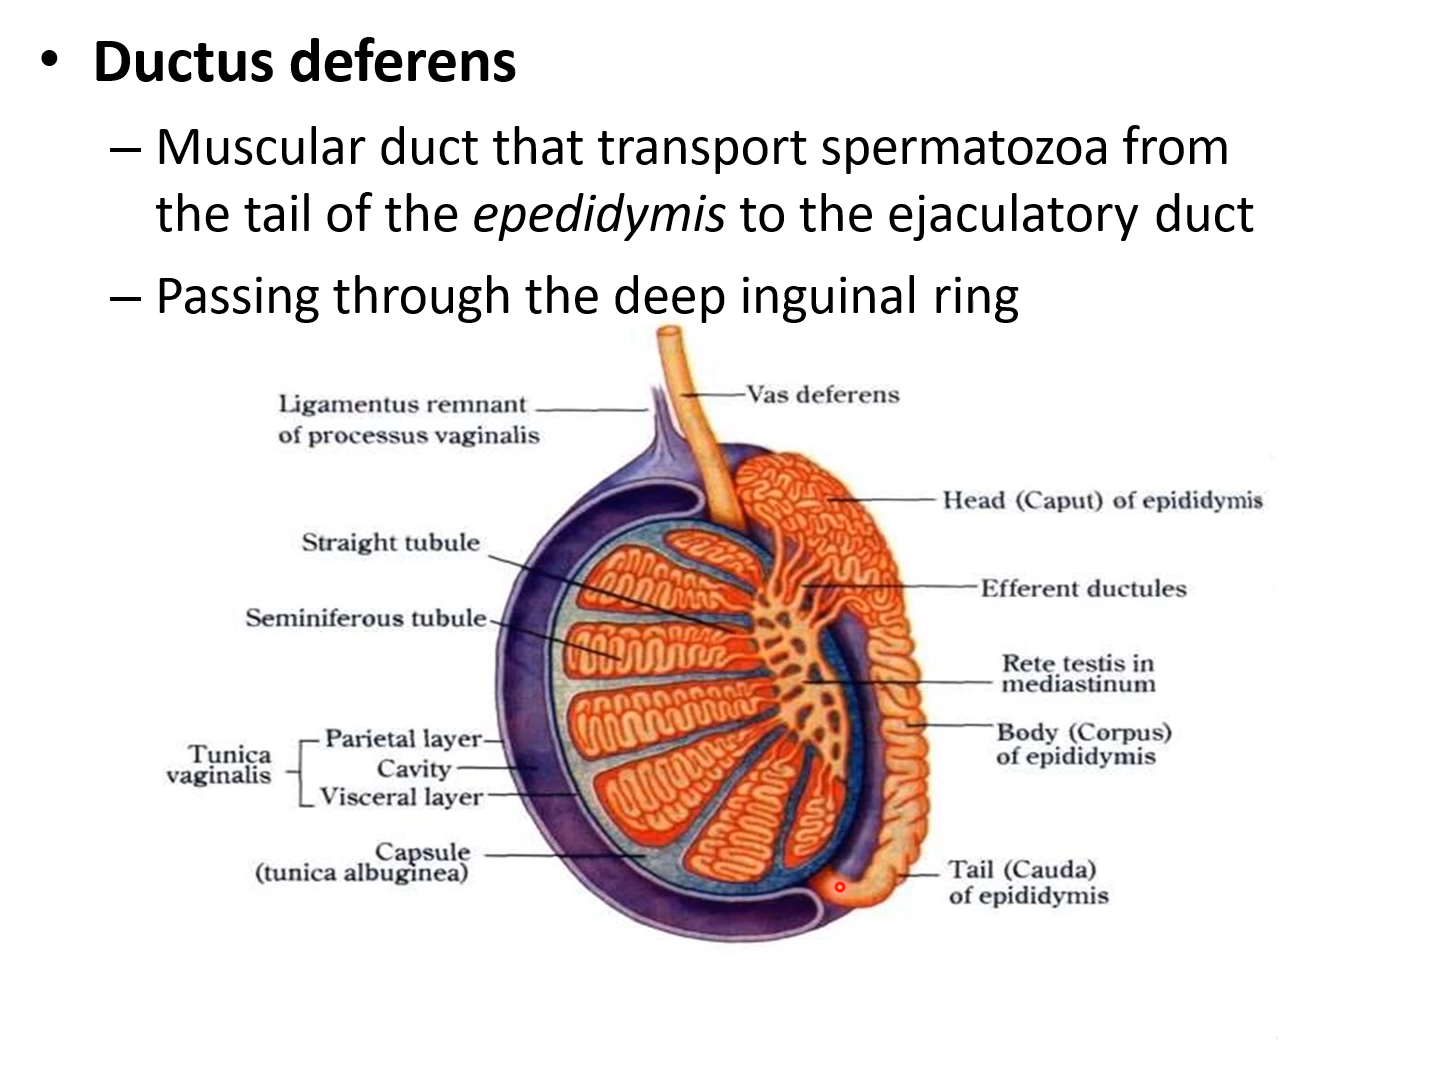 • Ductus deferens
– Muscular duct that transport spermatozoa from
the tail of the epedidymis to the ejaculatory duct
– Passing through the deep inguinal ring
Vas deferens
Ligamentus remnant
of processus vaginalis
Head (Caput) of epididymis
Straight tubule
Efferent ductules
Seminiferous tubule
Rete testis in
mediastinum
Body (Corpus)
of epididymis
Tunica
vaginalis
Parietal layer
Cavity
Visceral layer
Capsule
(tunica albuginea)
Tail (Cauda)
of epididymis